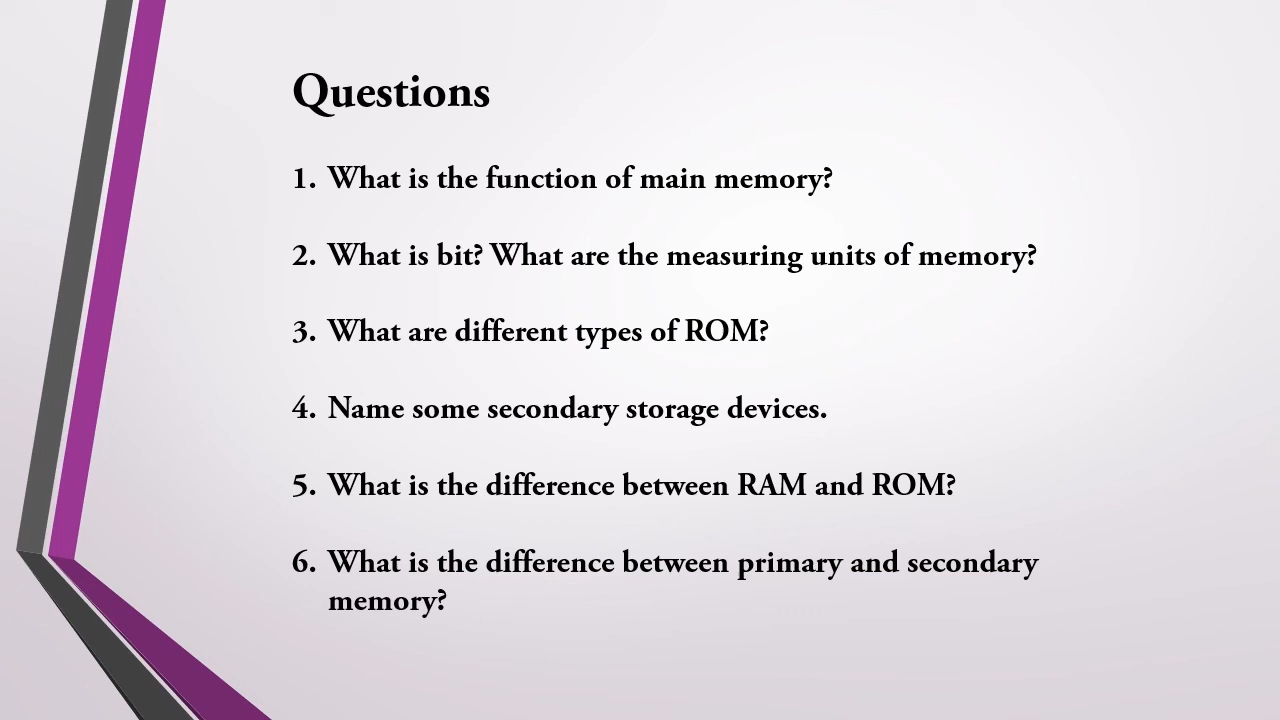 Questions
1. What is the function of main memory?
2. What is bit? What are the measuring units of memory?
3. What are different types of ROM?
4. Name some secondary storage devices.
5. What is the difference between RAM and ROM?
6. What is the difference between primary and secondary
memory?